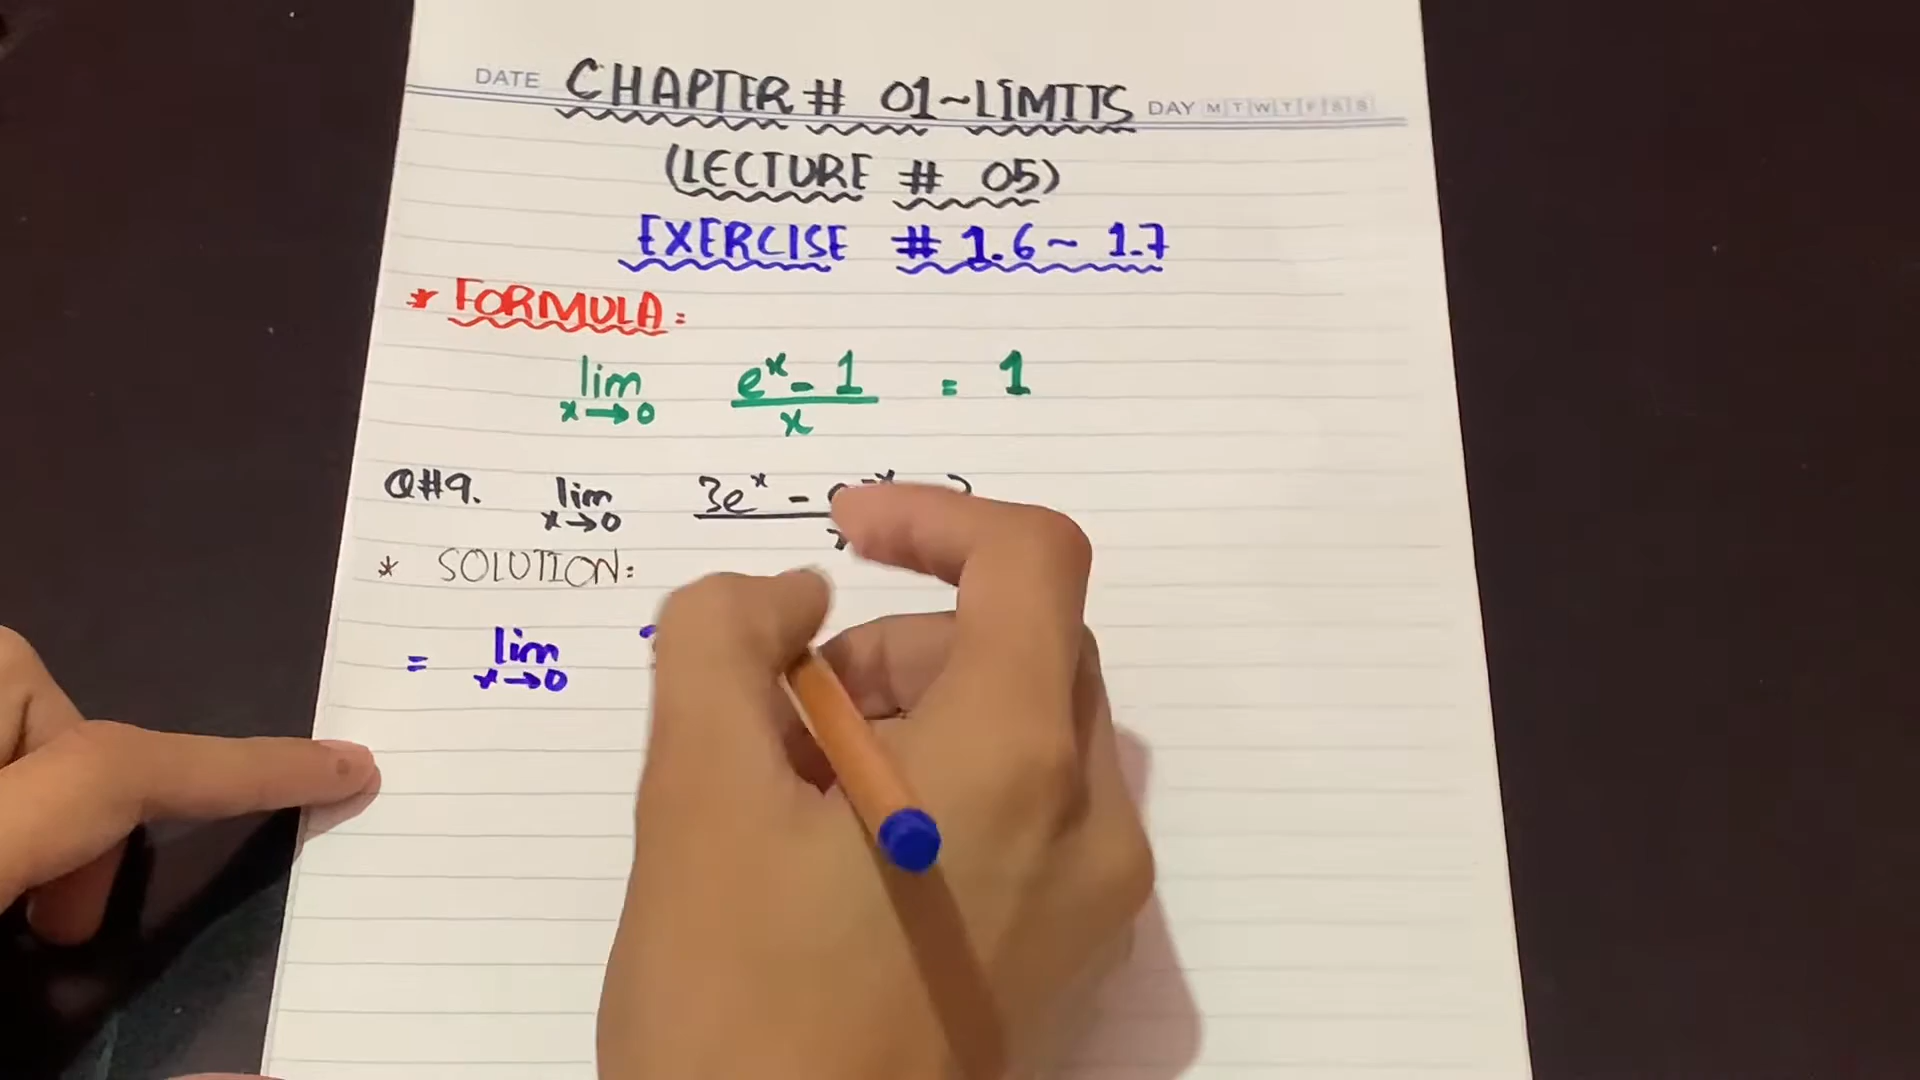 DATE CHAPTER # 01~LIMITS DAY M T W T F S S
(LECTURE # 05)
EXERCISE # 1.6 ~ 1.7
* FORMULA:
lim x→0 (e^x - 1)/x = 1
Q#9. lim x→0 3e^x -
* SOLUTION:
= lim x→0